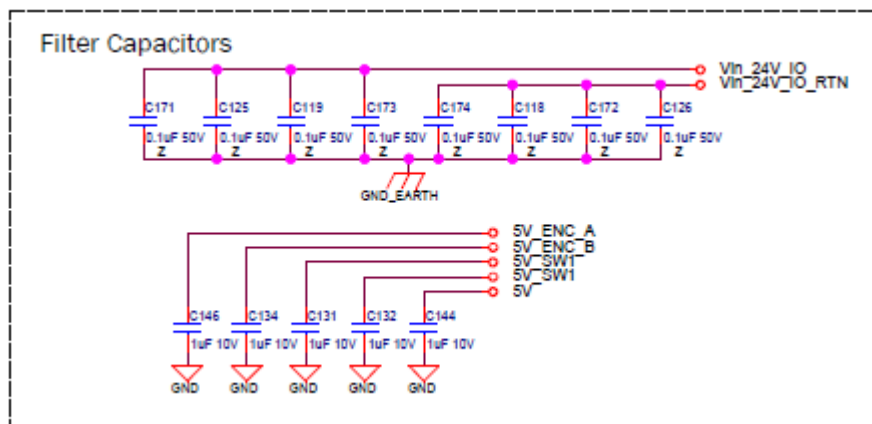 Filter Capacitors
Vin_24V_IO
Vin_24V_IO_RTN
C171 C125 C119 C173 C174 C118 C172 C126
0.1uF 50V 0.1uF 50V 0.1uF 50V 0.1uF 50V 0.1uF 50V 0.1uF 50V 0.1uF 50V 0.1uF 50V
Z Z Z Z Z Z Z Z
GND_EARTH
5V_ENC_A
5V_ENC_B
5V_SW1
5V_SW1
5V
C146 C134 C131 C132 C144
1uF 10V 1uF 10V 1uF 10V 1uF 10V 1uF 10V
GND GND GND GND GND